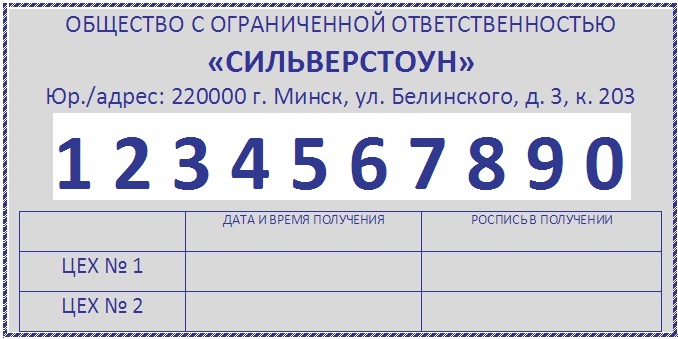 ОБЩЕСТВО С ОГРАНИЧЕННОЙ ОТВЕТСТВЕННОСТЬЮ
«СИЛЬВЕРСТОУН»
Юр./адрес: 220000 г. Минск, ул. Белинского, д. 3, к. 203
1 2 3 4 5 6 7 8 9 0
ДАТА И ВРЕМЯ ПОЛУЧЕНИЯ РОСПИСЬ В ПОЛУЧЕНИИ
ЦЕХ № 1
ЦЕХ № 2